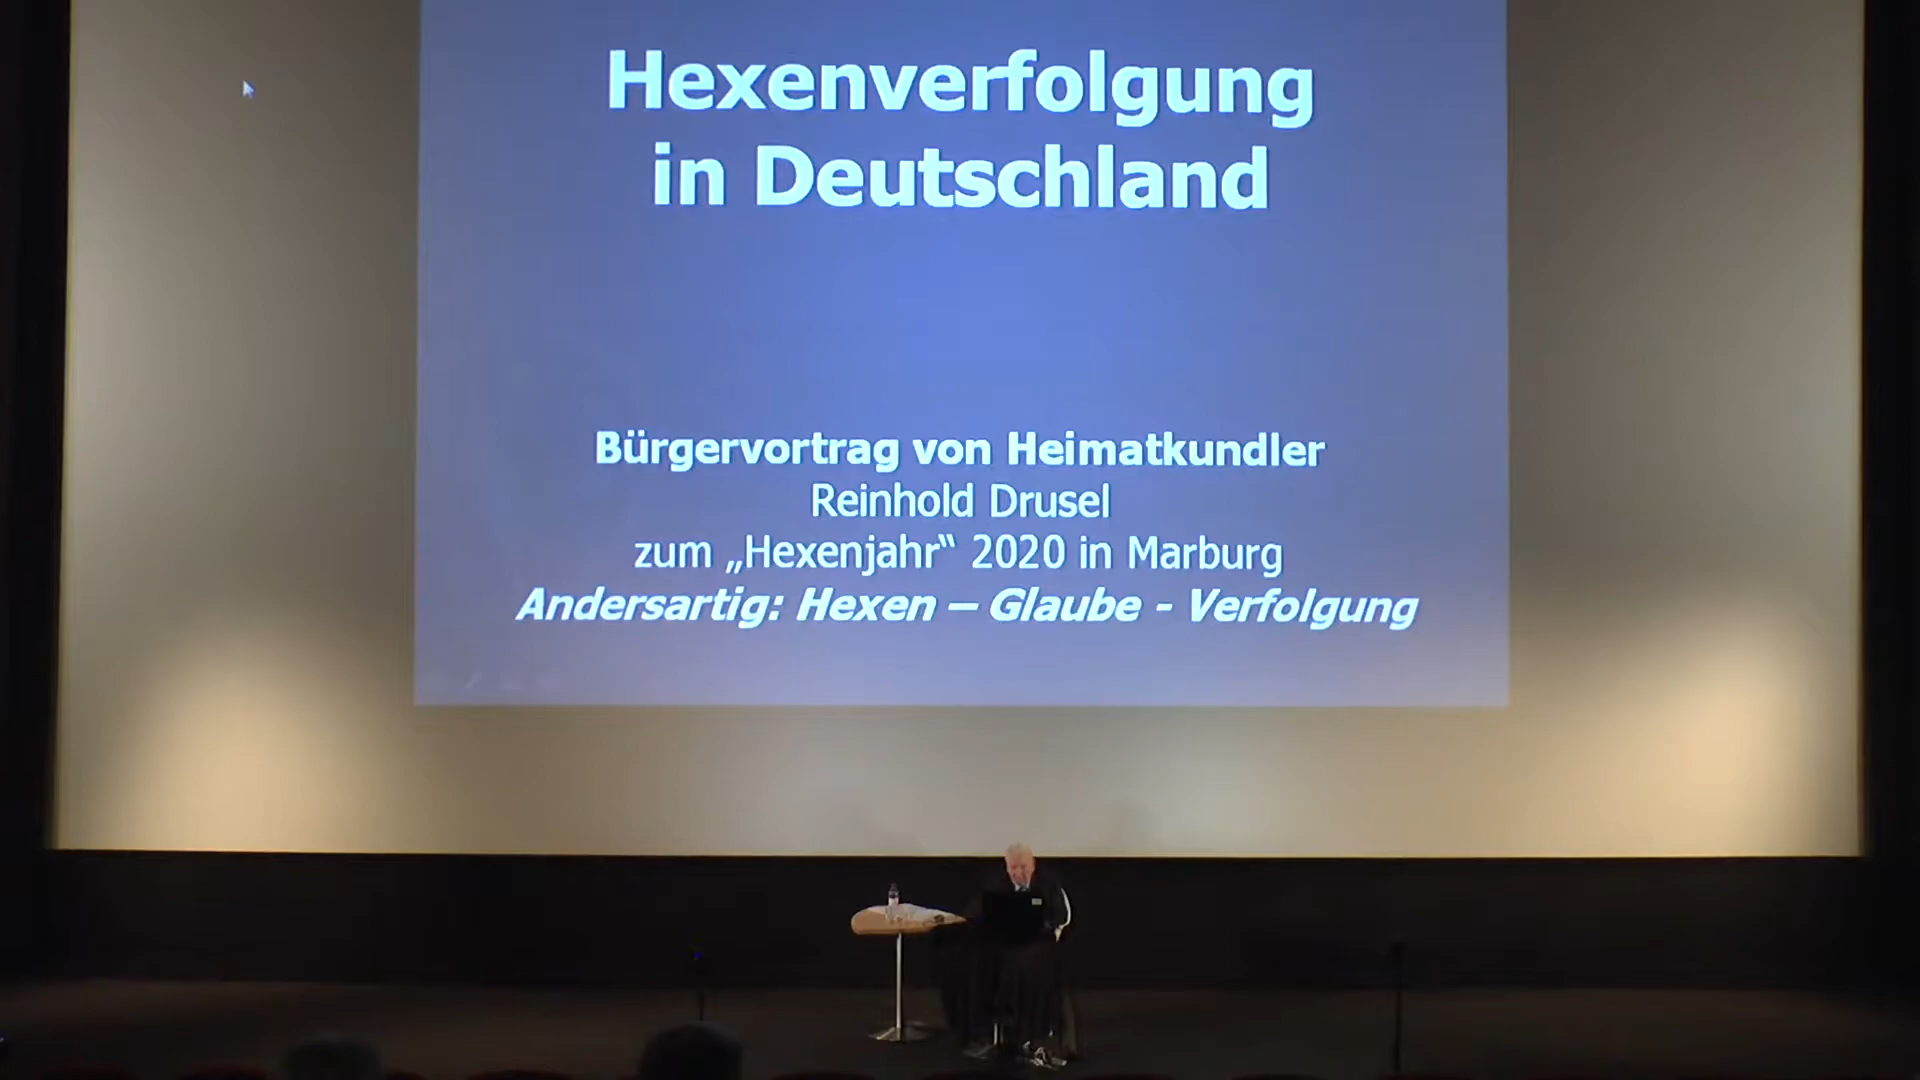 Hexenverfolgung
in Deutschland
Bürgervortrag von Heimatkundler
Reinhold Drusel
zum „Hexenjahr“ 2020 in Marburg
Andersartig: Hexen – Glaube - Verfolgung